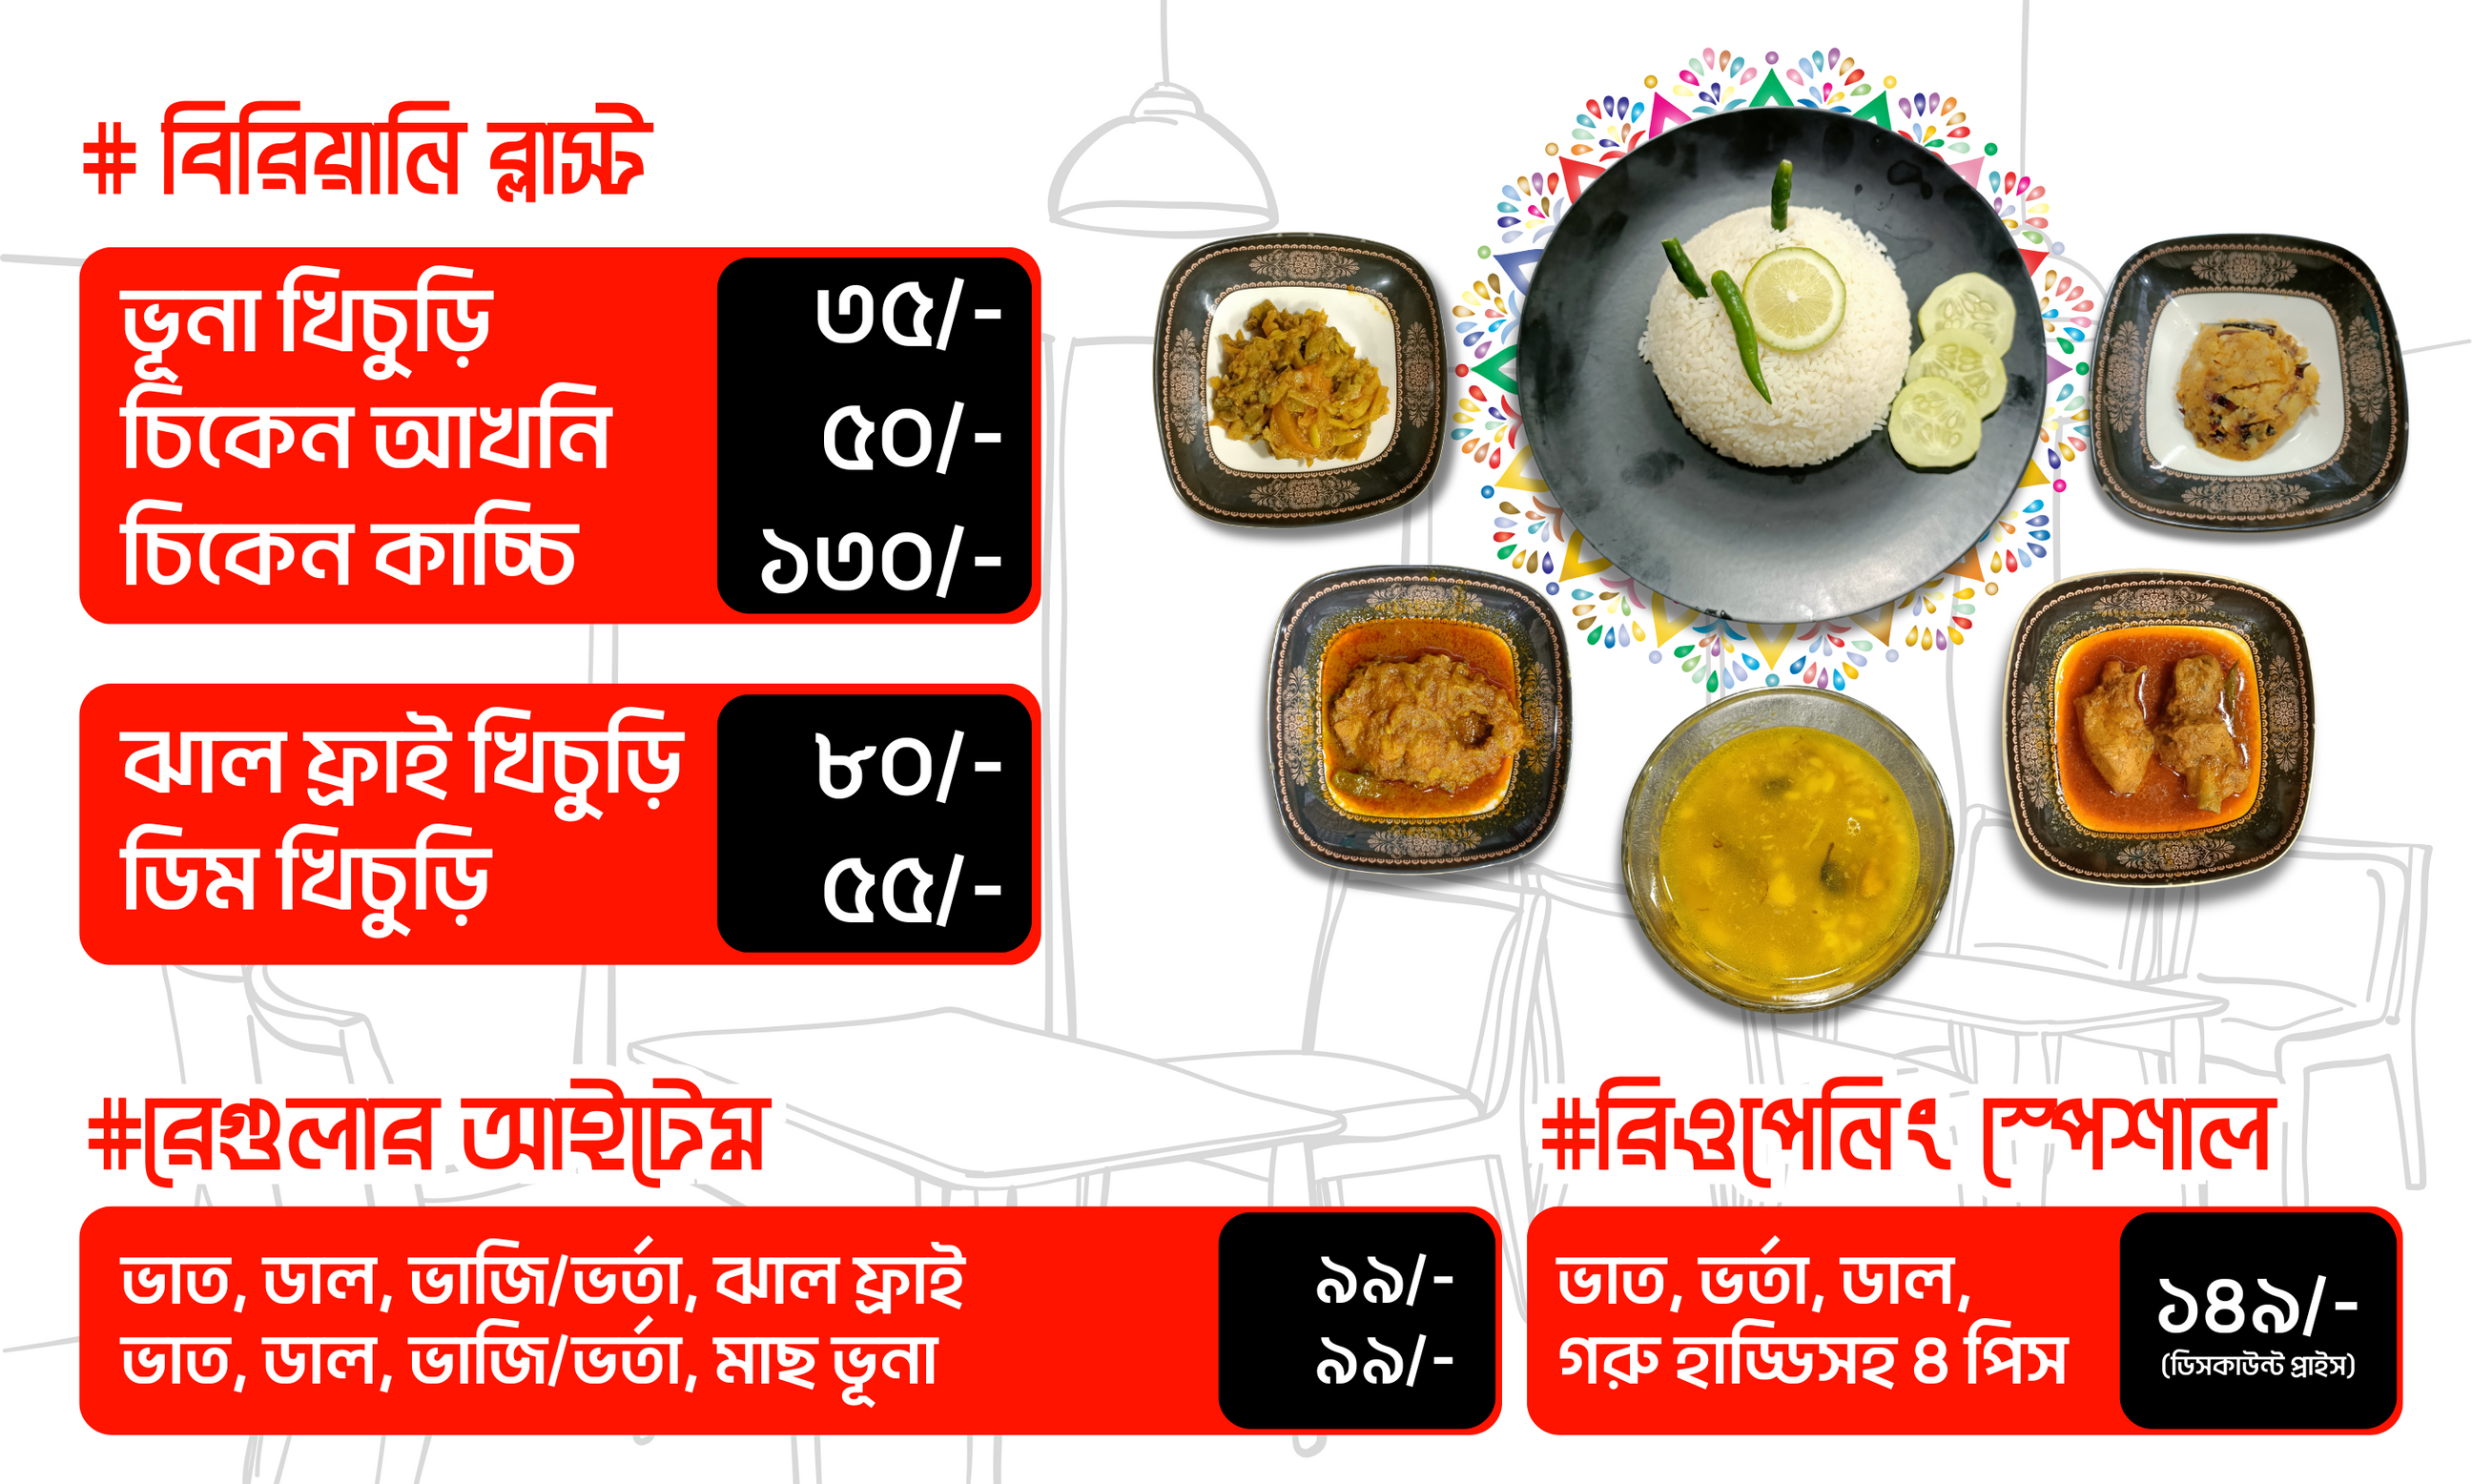 # বিরিয়ানি ব্লাস্ট
ভূনা খিচুড়ি ৩৫/-
চিকেন আখনি ৫০/-
চিকেন কাচ্চি ১৩০/-
ঝাল ফ্রাই খিচুড়ি ৮০/-
ডিম খিচুড়ি ৫৫/-
#রেগুলার আইটেম
ভাত, ডাল, ভাজি/ভর্তা, ঝাল ফ্রাই ৯৯/-
ভাত, ডাল, ভাজি/ভর্তা, মাছ ভূনা ৯৯/-
#রিওপেনিং স্পেশাল
ভাত, ভর্তা, ডাল,
গরু হাড্ডিসহ ৪ পিস
১৪৯/-
(ডিসকাউন্ট প্রাইস)